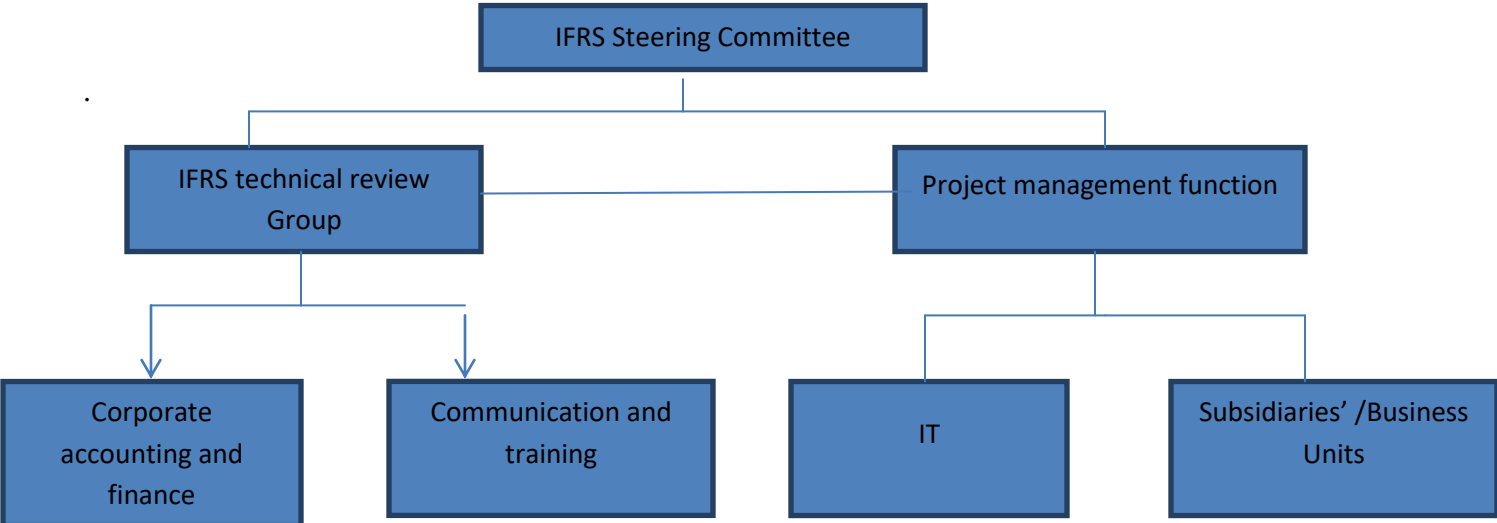 IFRS Steering Committee
.
IFRS technical review
Group
Project management function
Corporate
accounting and
finance
Communication and
training
IT
Subsidiaries’ /Business
Units